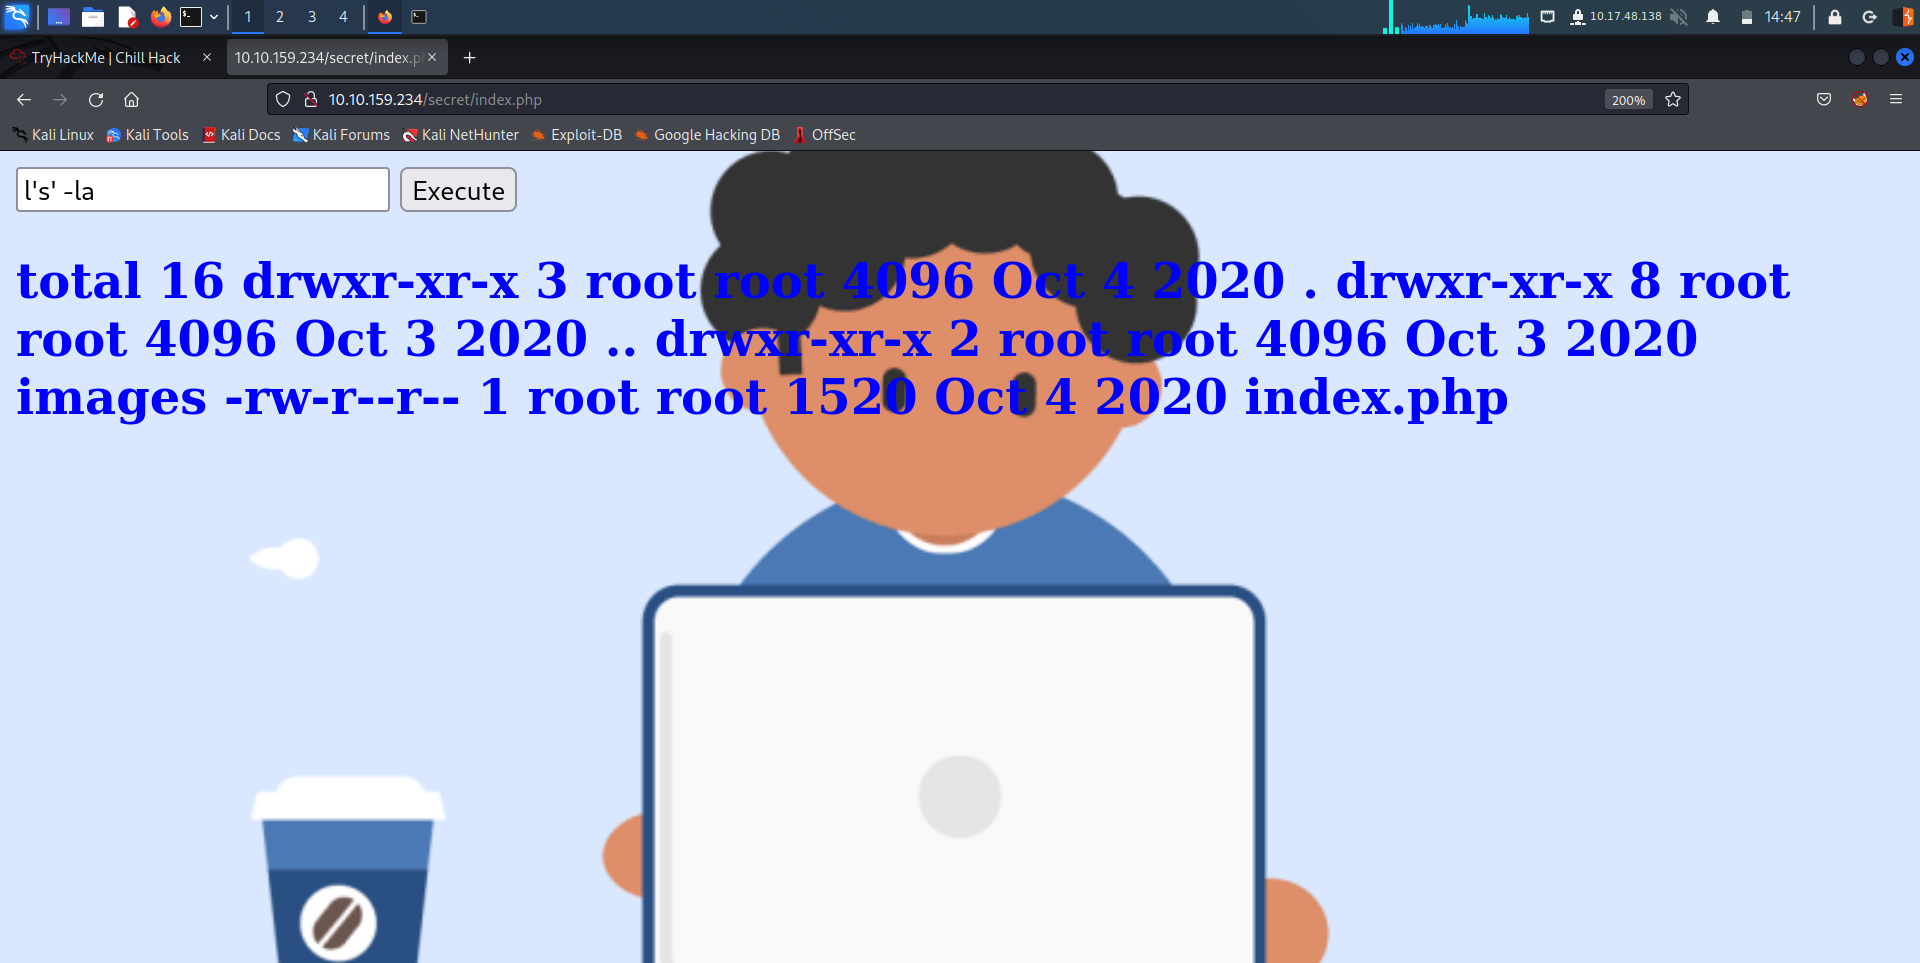 1 2 3 4 10.17.48.138 14:47
TryHackMe | Chill Hack 10.10.159.234/secret/index.p
10.10.159.234/secret/index.php 200%
Kali Linux Kali Tools Kali Docs Kali Forums Kali NetHunter Exploit-DB Google Hacking DB OffSec
l's' -la Execute
total 16 drwxr-xr-x 3 root root 4096 Oct 4 2020 . drwxr-xr-x 8 root
root 4096 Oct 3 2020 .. drwxr-xr-x 2 root root 4096 Oct 3 2020
images -rw-r--r-- 1 root root 1520 Oct 4 2020 index.php